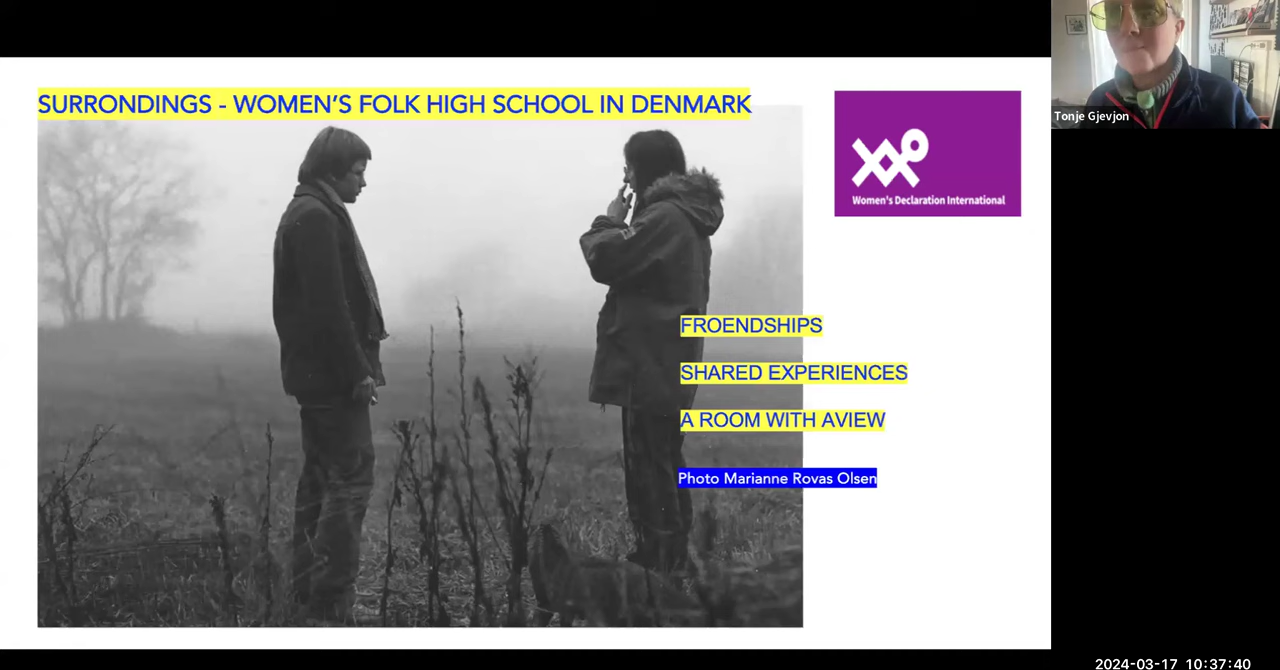 SURRONDINGS - WOMEN'S FOLK HIGH SCHOOL IN DENMARK
Women's Declaration International
Tonje Gjevjon
FROENDSHIPS
SHARED EXPERIENCES
A ROOM WITH AVIEW
Photo Marianne Rovas Olsen
2024-03-17 10:37:40